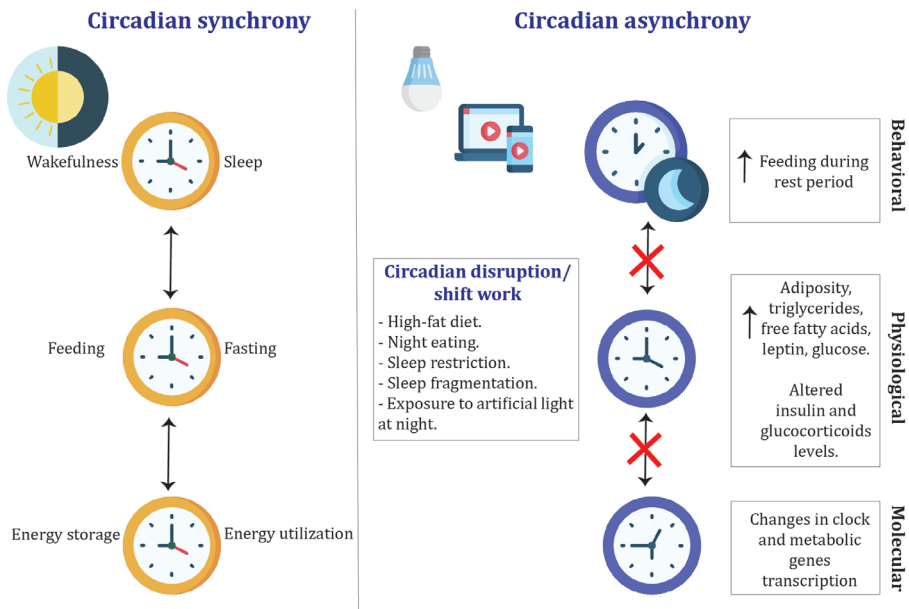 Circadian synchrony
Wakefulness
Sleep
Feeding
Fasting
Energy storage
Energy utilization
Circadian asynchrony
Circadian disruption/
shift work
- High-fat diet.
- Night eating.
- Sleep restriction.
- Sleep fragmentation.
- Exposure to artificial light
at night.
Feeding during
rest period
Behavioral
Adiposity,
triglycerides,
free fatty acids,
leptin, glucose.
Altered
insulin and
glucocorticoids
levels.
Physiological
Changes in clock
and metabolic
genes
transcription
Molecular